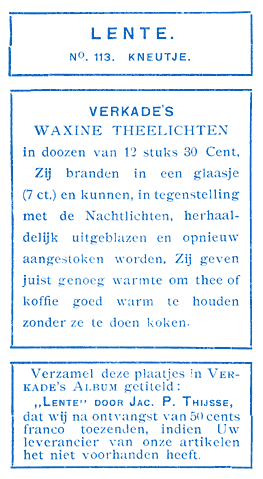 LENTE.
No. 113. KNEUTJE.
VERKADE'S
WAXINE THEELICHTEN
in doozen van 12 stuks 30 Cent.
Zij branden in een glaasje
(7 ct.) en kunnen, in tegenstelling
met de Nachtlichten, herhaal-
delijk uitgeblazen en opnieuw
aangestoken worden. Zij geven
juist genoeg warmte om thee of
koffie goed warm te houden
zonder ze te doen koken.
Verzamel deze plaatjes in VER-
KADE'S ALBUM getiteld:
„LENTE" DOOR JAC. P. THIJSSE,
dat wij na ontvangst van 50 cents
franco toezenden, indien Uw
leverancier van onze artikelen
het niet voorhanden heeft.